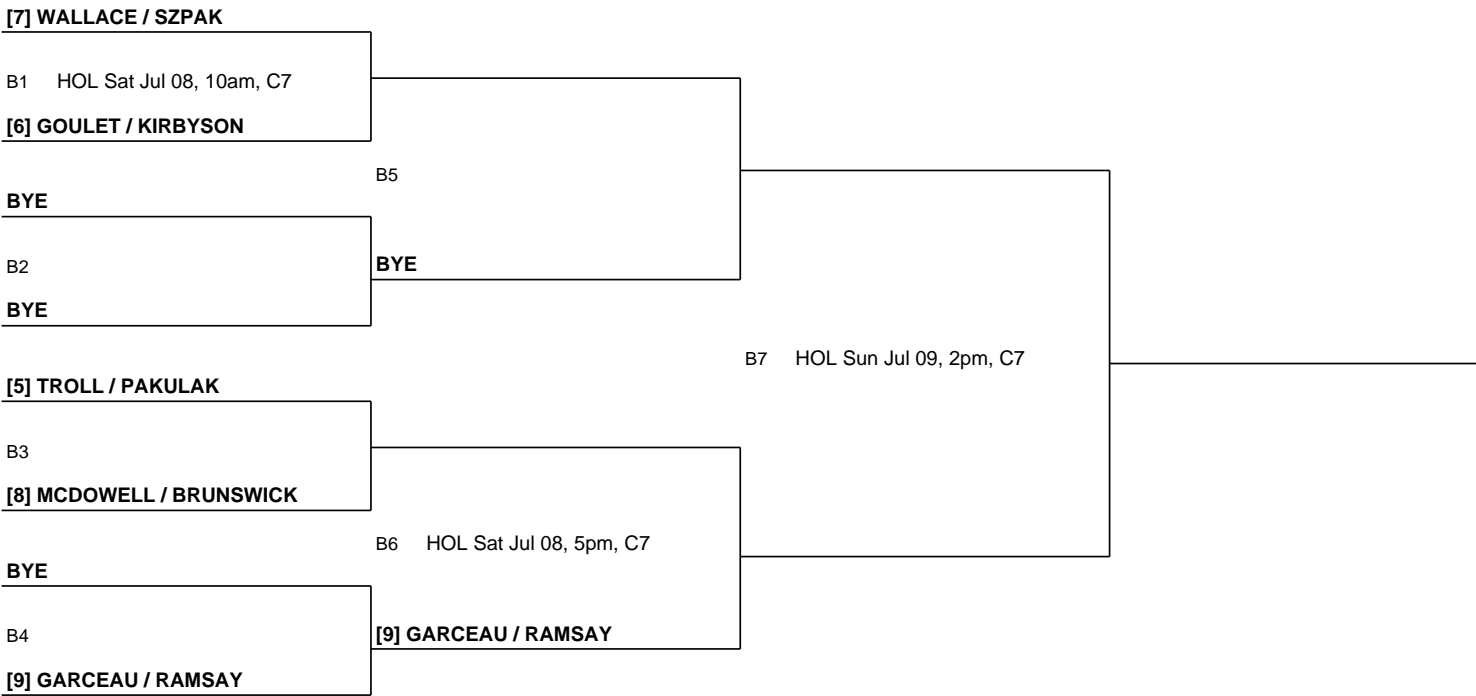 [7] WALLACE / SZPAK
B1 HOL Sat Jul 08, 10am, C7
[6] GOULET / KIRBYSON
B5
BYE
B2
BYE
BYE
B7 HOL Sun Jul 09, 2pm, C7
[5] TROLL / PAKULAK
B3
[8] MCDOWELL / BRUNSWICK
B6 HOL Sat Jul 08, 5pm, C7
BYE
B4
[9] GARCEAU / RAMSAY
[9] GARCEAU / RAMSAY